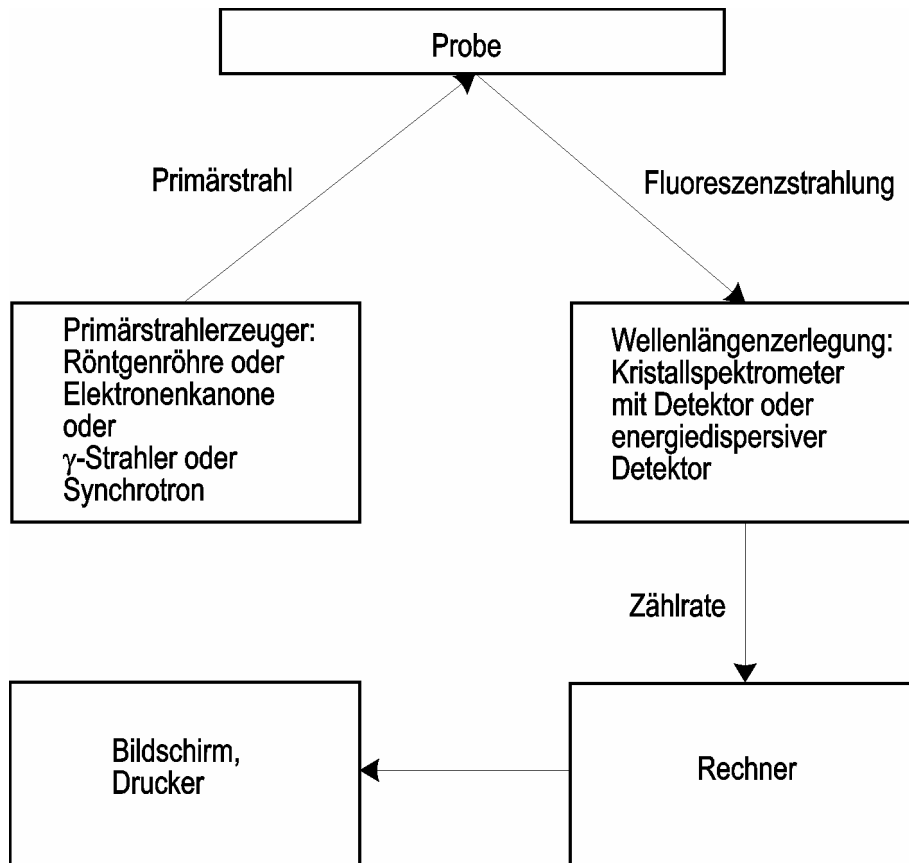 Probe
Primärstrahl
Fluoreszenzstrahlung
Primärstrahlerzeuger:
Röntgenröhre oder
Elektronenkanone
oder
γ-Strahler oder
Synchrotron
Wellenlängenzerlegung:
Kristallspektrometer
mit Detektor oder
energiedispersiver
Detektor
Zählrate
Bildschirm,
Drucker
Rechner